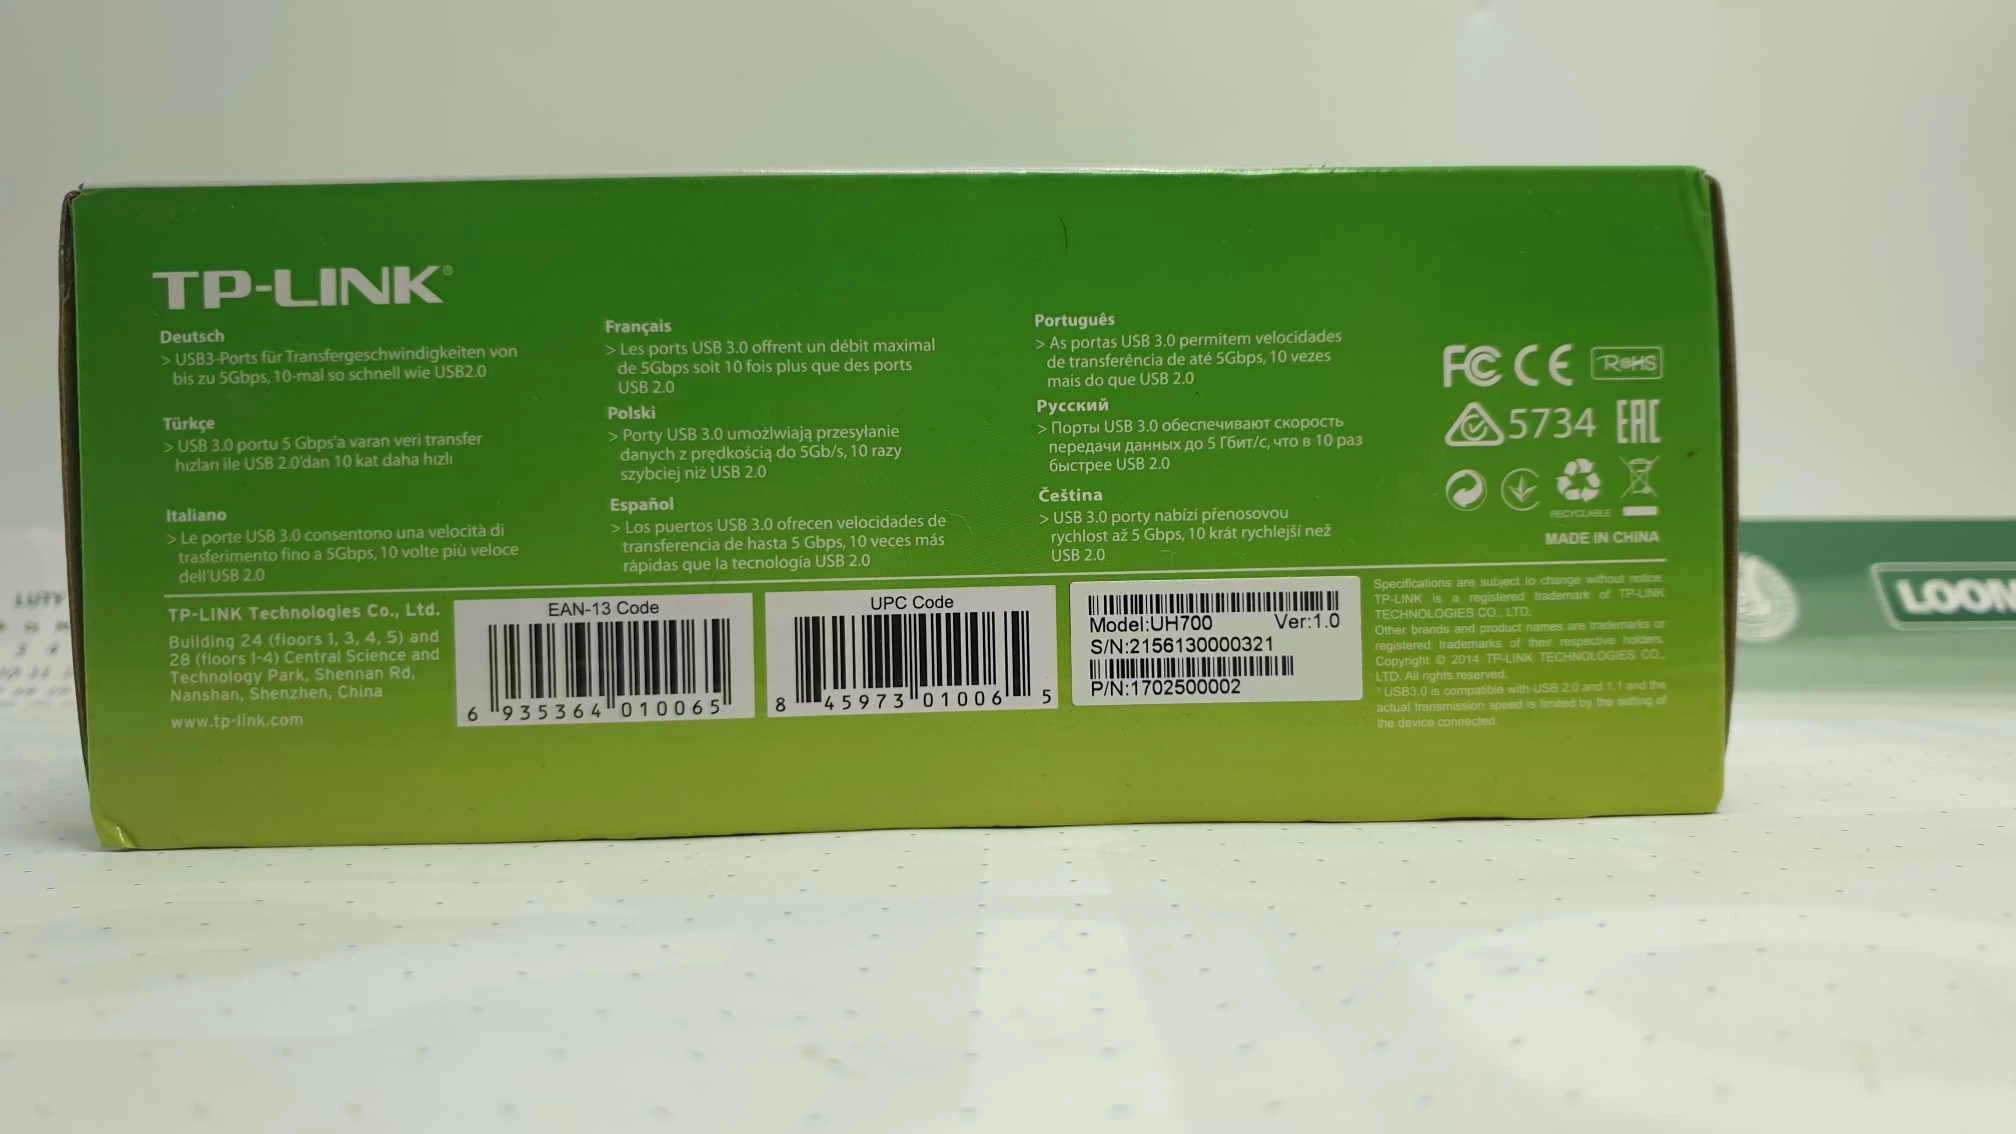 TP-LINK®
Deutsch
> USB3-Ports für Transfergeschwindigkeiten von
bis zu 5Gbps, 10-mal so schnell wie USB2.0
Türkçe
> USB 3.0 portu 5 Gbps'a varan veri transfer
hızları ile USB 2.0'dan 10 kat daha hızlı
Italiano
> Le porte USB 3.0 consentono una velocità di
trasferimento fino a 5Gbps, 10 volte più veloce
dell'USB 2.0
Français
> Les ports USB 3.0 offrent un débit maximal
de 5Gbps soit 10 fois plus que des ports
USB 2.0
Polski
> Porty USB 3.0 umożlwiają przesyłanie
danych z prędkością do 5Gb/s, 10 razy
szybciej niż USB 2.0
Español
> Los puertos USB 3.0 ofrecen velocidades de
transferencia de hasta 5 Gbps, 10 veces más
rápidas que la tecnología USB 2.0
Português
> As portas USB 3.0 permitem velocidades
de transferência de até 5Gbps, 10 vezes
mais do que USB 2.0
Русский
> Порты USB 3.0 обеспечивают скорость
передачи данных до 5 Гбит/с, что в 10 раз
быстрее USB 2.0
Čeština
> USB 3.0 porty nabízí přenosovou
rychlost až 5 Gbps, 10 krát rychlejší než
USB 2.0
FC CE RoHS
5734 EAC
RECYCLABLE
MADE IN CHINA
TP-LINK Technologies Co., Ltd.
Building 24 (floors 1, 3, 4, 5) and
28 (floors 1-4) Central Science and
Technology Park, Shennan Rd,
Nanshan, Shenzhen, China
www.tp-link.com
EAN-13 Code
6 935364 010065
UPC Code
8 45973 01006 5
Model:UH700 Ver:1.0
S/N:2156130000321
P/N:1702500002
Specifications are subject to change without notice.
TP-LINK is a registered trademark of TP-LINK
TECHNOLOGIES CO., LTD.
Other brands and product names are trademarks or
registered trademarks of their respective holders.
Copyright © 2014 TP-LINK TECHNOLOGIES CO.,
LTD. All rights reserved.
¹ USB3.0 is compatible with USB 2.0 and 1.1 and the
actual transmission speed is limited by the setting of
the device connected.
LOOM
LUTY